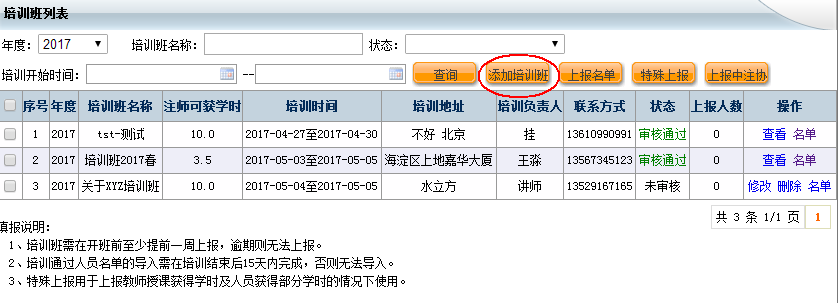 培训班列表
年度: 2017 培训班名称: 状态:
培训开始时间: -- 查询 添加培训班 上报名单 特殊上报 上报中注协
序号 年度 培训班名称 注师可获学时 培训时间 培训地址 培训负责人 联系方式 状态 上报人数 操作
1 2017 tst-测试 10.0 2017-04-27至2017-04-30 不好 北京 挂 13610990991 审核通过 0 查看 名单
2 2017 培训班2017春 3.5 2017-05-03至2017-05-05 海淀区上地嘉华大厦 王淼 13567345123 审核通过 0 查看 名单
3 2017 关于XYZ培训班 10.0 2017-05-04至2017-05-05 水立方 讲师 13529167165 未审核 0 修改 删除 名单
共 3 条 1/1 页 1
填报说明:
1、培训班需在开班前至少提前一周上报，逾期则无法上报。
2、培训通过人员名单的导入需在培训结束后15天内完成，否则无法导入。
3、特殊上报用于上报教师授课获得学时及人员获得部分学时的情况下使用。